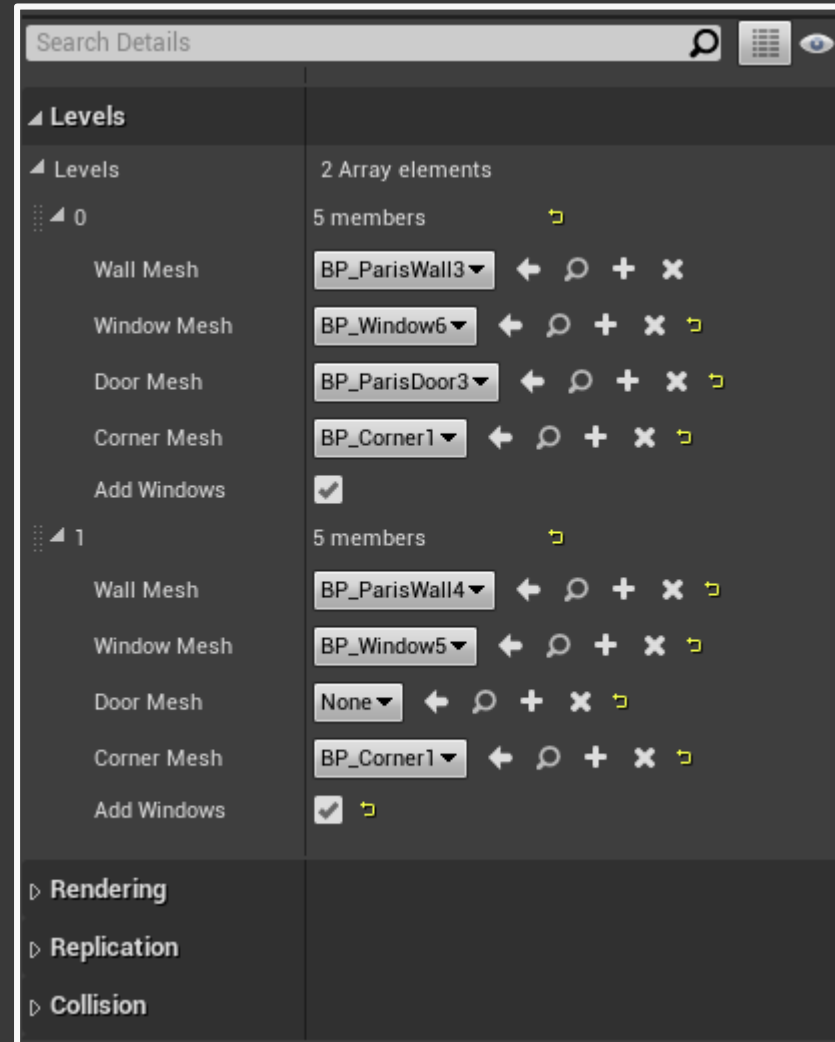 Search Details
Levels
Levels 2 Array elements
0 5 members
Wall Mesh BP_ParisWall3
Window Mesh BP_Window6
Door Mesh BP_ParisDoor3
Corner Mesh BP_Corner1
Add Windows
1 5 members
Wall Mesh BP_ParisWall4
Window Mesh BP_Window5
Door Mesh None
Corner Mesh BP_Corner1
Add Windows
Rendering
Replication
Collision